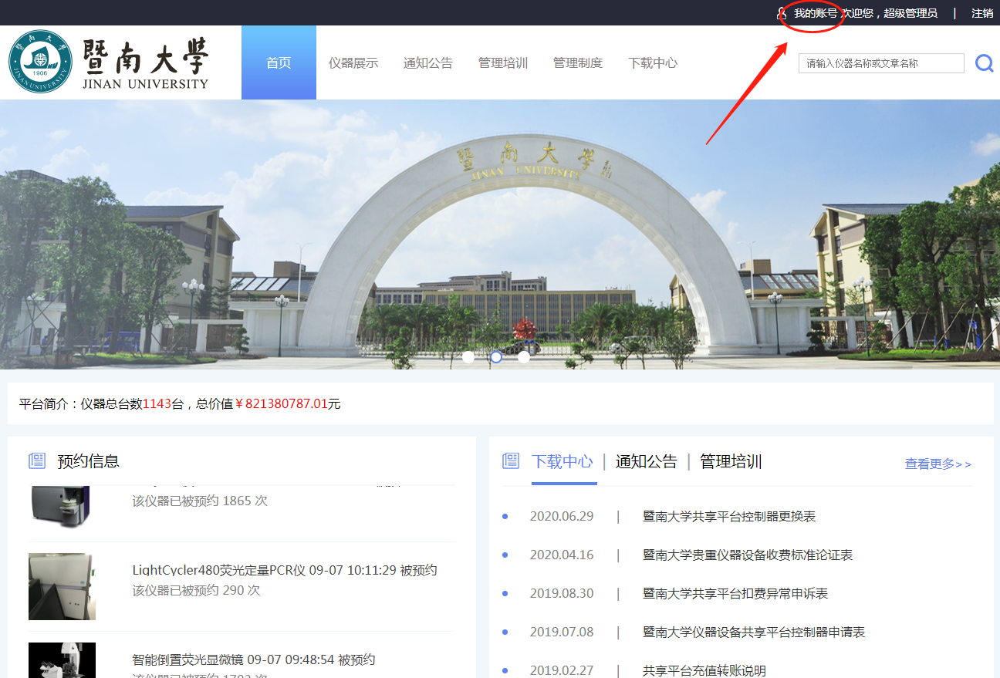 我的账号 欢迎您，超级管理员 | 注销
暨南大学
JINAN UNIVERSITY
1906
首页 仪器展示 通知公告 管理培训 管理制度 下载中心
请输入仪器名称或文章名称
暨南大学
JINAN UNIVERSITY
平台简介：仪器总台数1143台，总价值￥821380787.01元
预约信息
该仪器已被预约 1865 次
LightCycler480荧光定量PCR仪 09-07 10:11:29 被预约
该仪器已被预约 290 次
智能倒置荧光显微镜 09-07 09:48:54 被预约
下载中心 | 通知公告 | 管理培训
查看更多>>
2020.06.29 | 暨南大学共享平台控制器更换表
2020.04.16 | 暨南大学贵重仪器设备收费标准论证表
2019.08.30 | 暨南大学共享平台扣费异常申诉表
2019.07.08 | 暨南大学仪器设备共享平台控制器申请表
2019.02.27 | 共享平台充值转账说明